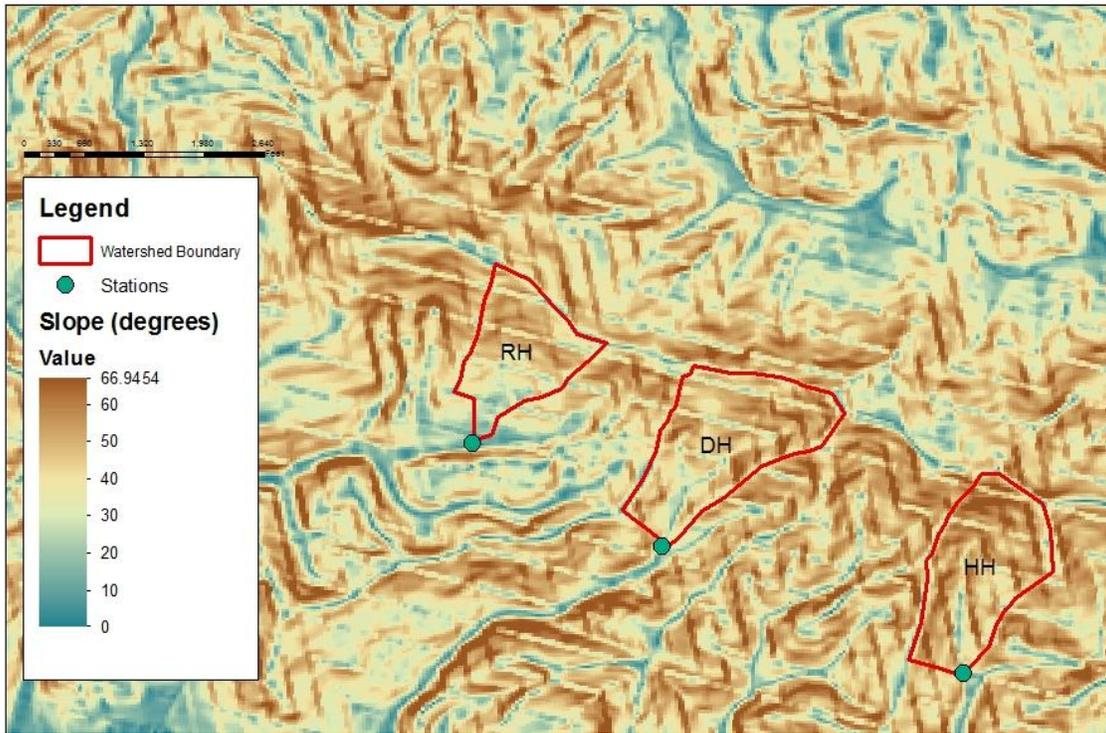 0 330 660 1,320 1,980 2,640
Feet
Legend
Watershed Boundary
Stations
Slope (degrees)
Value
66.9454
60
50
40
30
20
10
0
RH
DH
HH